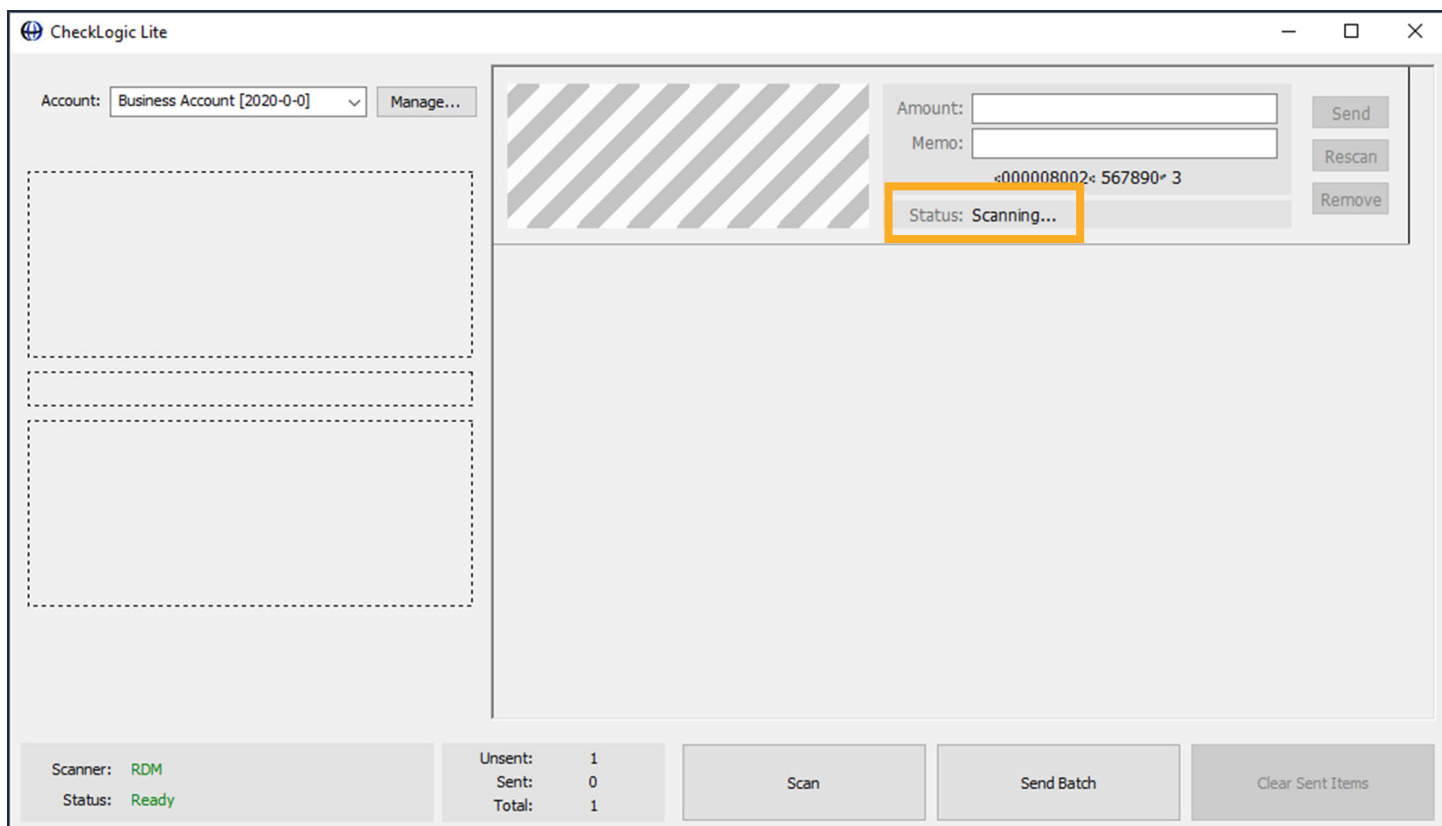 CheckLogic Lite
Account: Business Account [2020-0-0] Manage...
Amount:
Send
Memo:
Rescan
⑆000008002⑆ 567890⑈ 3
Remove
Status: Scanning...
Scanner: RDM
Status: Ready
Unsent: 1
Sent: 0
Total: 1
Scan
Send Batch
Clear Sent Items